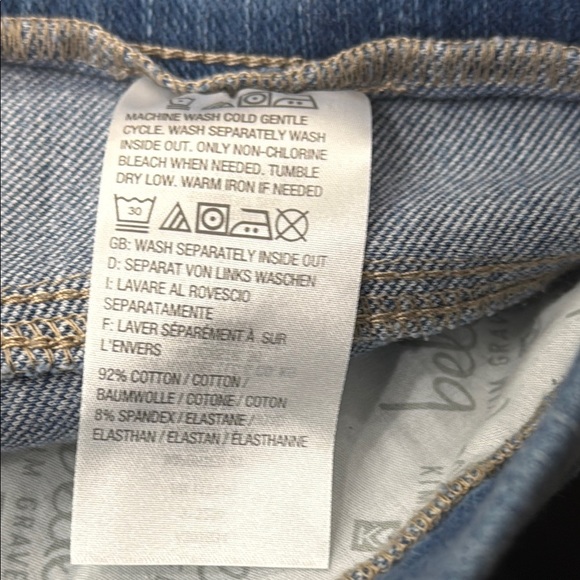 MACHINE WASH COLD GENTLE
CYCLE. WASH SEPARATELY WASH
INSIDE OUT. ONLY NON-CHLORINE
BLEACH WHEN NEEDED. TUMBLE
DRY LOW. WARM IRON IF NEEDED
30
GB: WASH SEPARATELY INSIDE OUT
D: SEPARAT VON LINKS WASCHEN
I: LAVARE AL ROVESCIO
SEPARATAMENTE
F: LAVER SÉPARÉMENT À SUR
L'ENVERS
92% COTTON / COTTON /
BAUMWOLLE / COTONE / COTON
8% SPANDEX / ELASTANE /
ELASTHAN / ELASTAN / ÉLASTHANNE